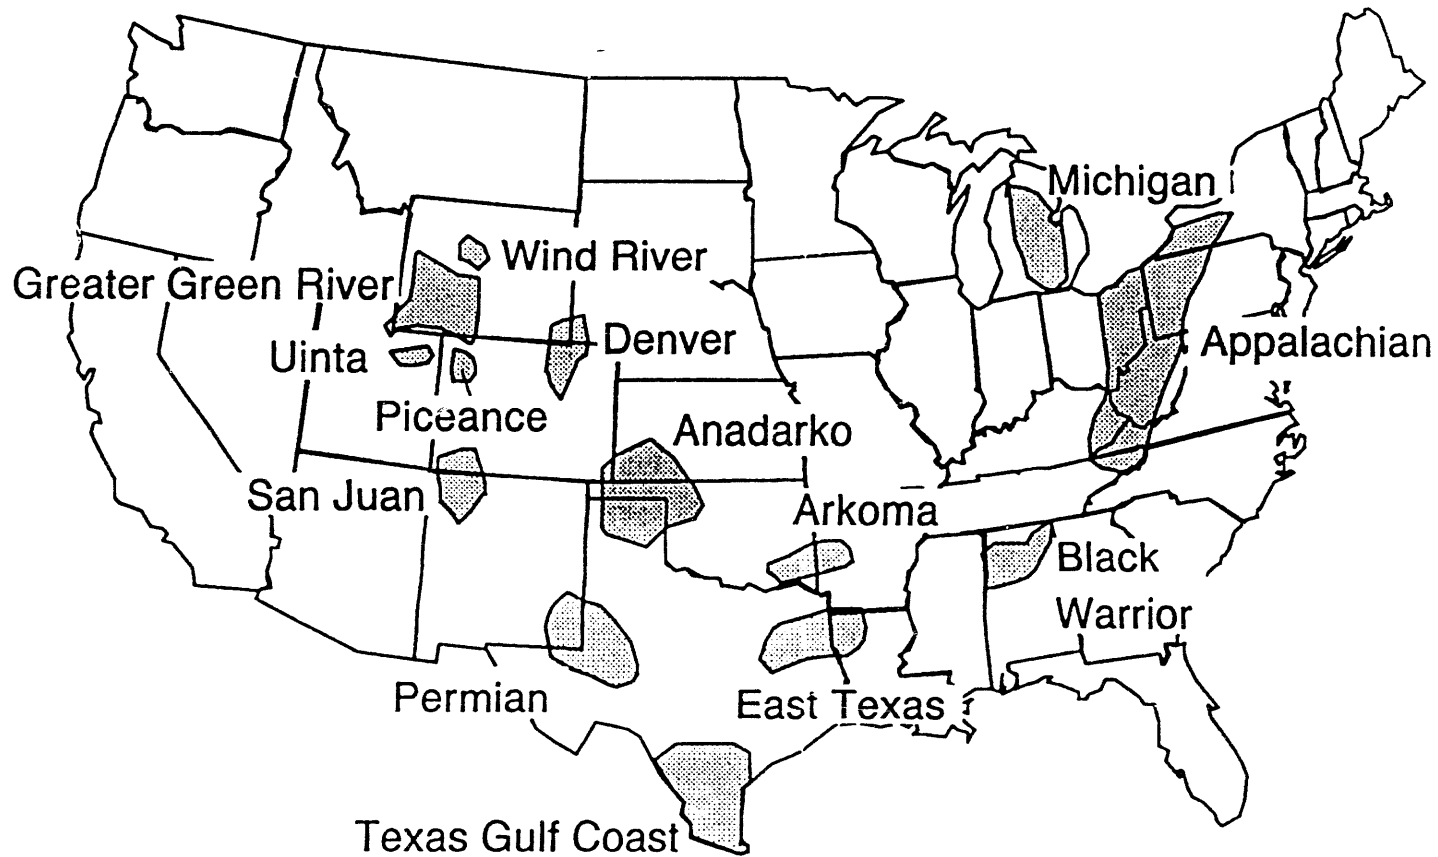 Michigan
Wind River
Greater Green River
Denver
Appalachian
Uinta
Piceance
Anadarko
San Juan
Arkoma
Black
Warrior
Permian
East Texas
Texas Gulf Coast